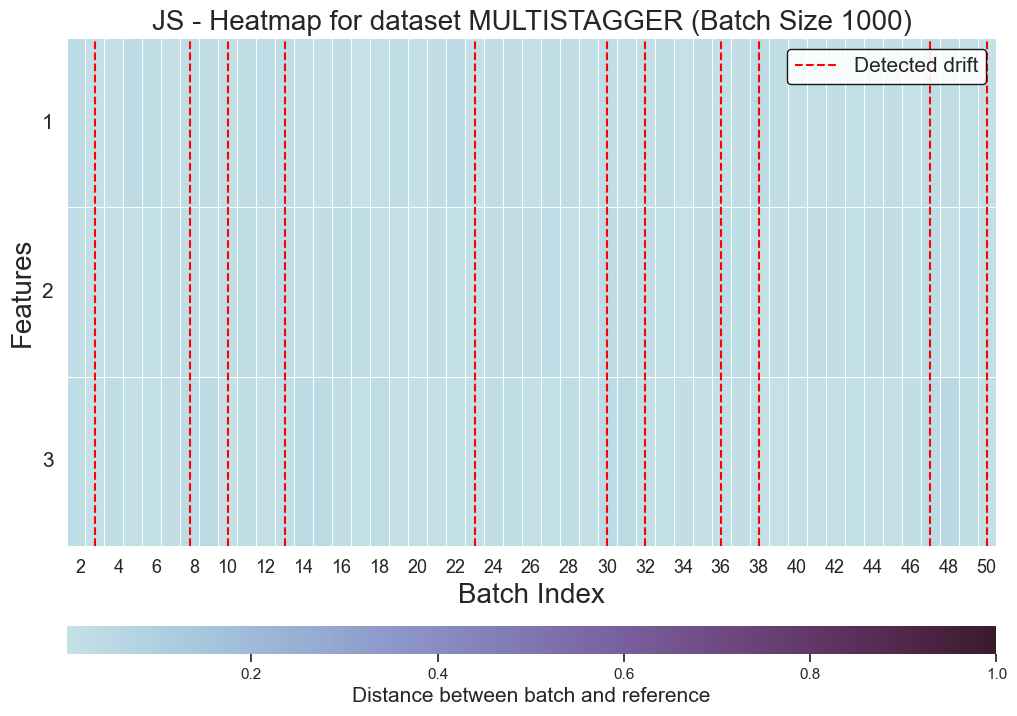 JS - Heatmap for dataset MULTISTAGGER (Batch Size 1000)
Detected drift
Features
1
2
3
2 4 6 8 10 12 14 16 18 20 22 24 26 28 30 32 34 36 38 40 42 44 46 48 50
Batch Index
0.2 0.4 0.6 0.8 1.0
Distance between batch and reference